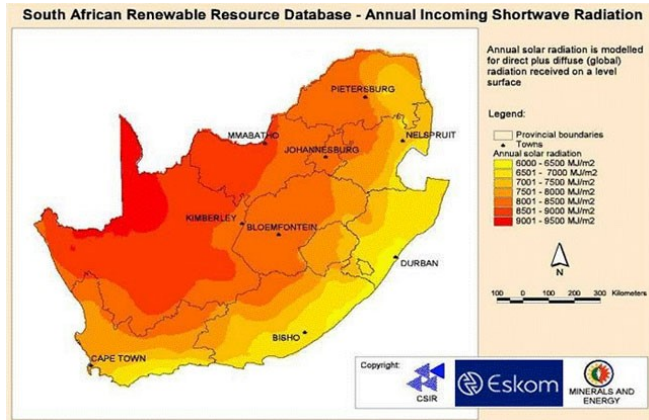 South African Renewable Resource Database - Annual Incoming Shortwave Radiation
Annual solar radiation is modelled
for direct plus diffuse (global)
radiation received on a level
surface
Legend:
Provincial boundaries
Towns
Annual solar radiation
6000 - 6500 MJ/m2
6501 - 7000 MJ/m2
7001 - 7500 MJ/m2
7501 - 8000 MJ/m2
8001 - 8500 MJ/m2
8501 - 9000 MJ/m2
9001 - 9500 MJ/m2
PIETERSBURG
MMABATHO
NELSPRUIT
JOHANNESBURG
KIMBERLEY
BLOEMFONTEIN
DURBAN
BISHO
CAPE TOWN
N
100 0 100 200 300 Kilometers
Copyright:
CSIR
Eskom
MINERALS AND
ENERGY